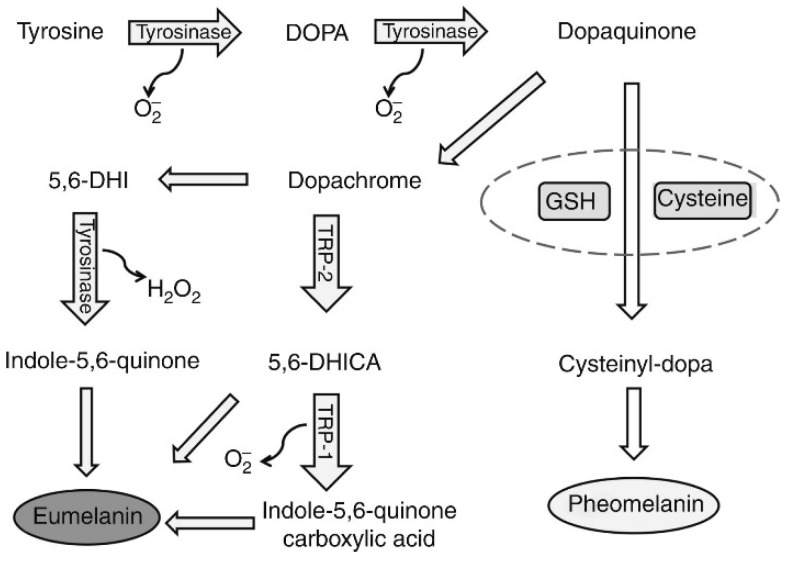 Tyrosine Tyrosinase DOPA Tyrosinase Dopaquinone
O₂⁻ O₂⁻
5,6-DHI Dopachrome
GSH Cysteine
Tyrosinase TRP-2
H₂O₂
Indole-5,6-quinone 5,6-DHICA Cysteinyl-dopa
TRP-1
O₂⁻
Eumelanin Indole-5,6-quinone Pheomelanin
carboxylic acid